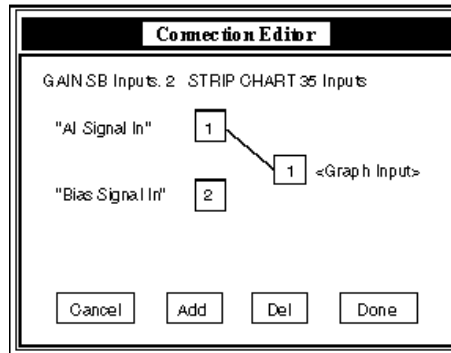 Connection Editor
GAIN SB Inputs. 2 STRIP CHART 35 Inputs
"AI Signal In" 1
1 <Graph Input>
"Bias Signal In" 2
Cancel Add Del Done